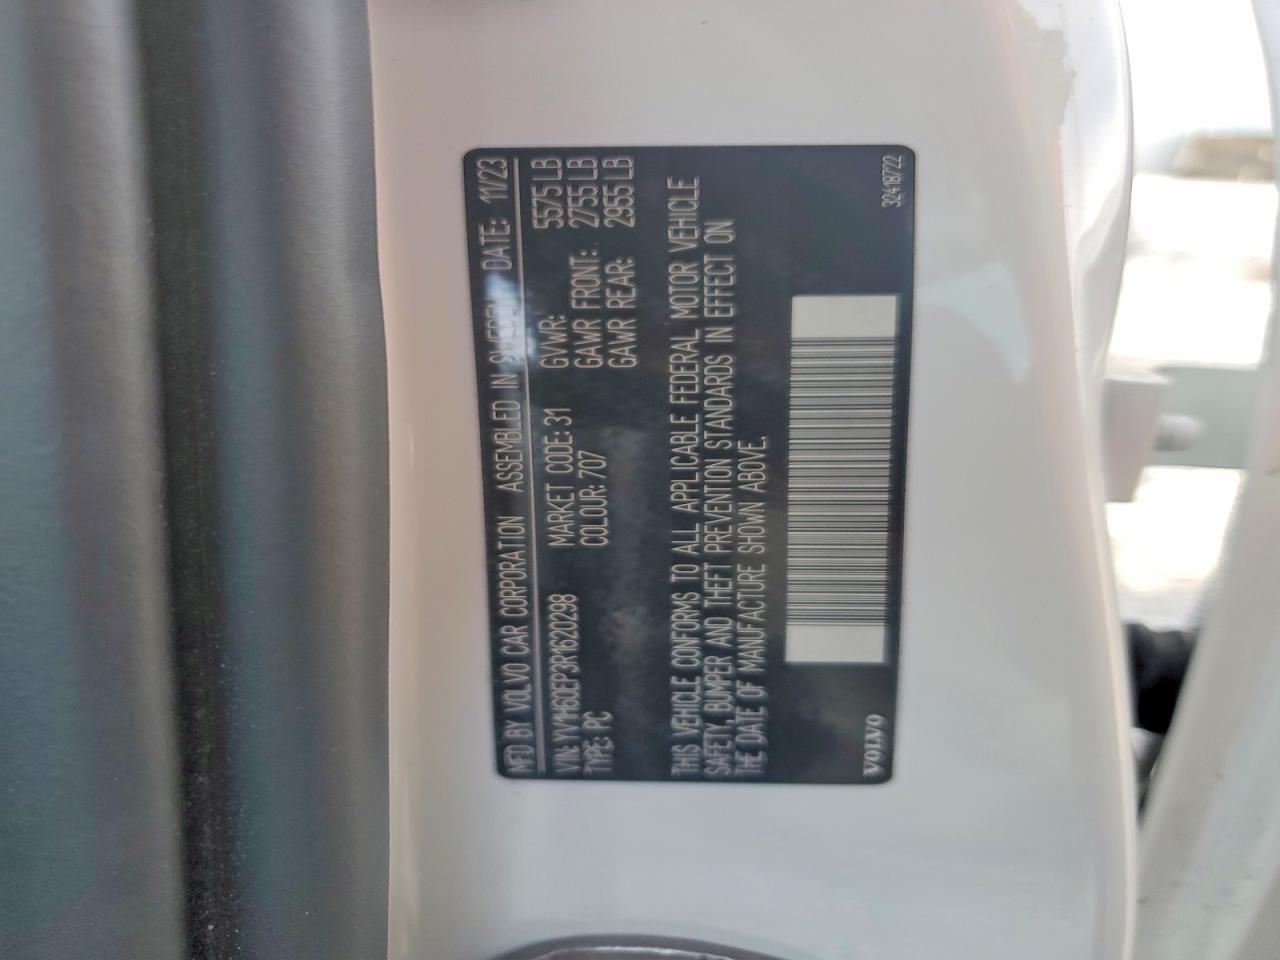 MFD BY VOLVO CAR CORPORATION ASSEMBLED IN SWEDEN DATE: 11/23
VIN: YV1H60EP3R1620298 MARKET CODE: 31 GVWR: 5575 LB
TYPE: PC COLOUR: 707 GAWR FRONT: 2755 LB
GAWR REAR: 2955 LB
THIS VEHICLE CONFORMS TO ALL APPLICABLE FEDERAL MOTOR VEHICLE
SAFETY, BUMPER AND THEFT PREVENTION STANDARDS IN EFFECT ON
THE DATE OF MANUFACTURE SHOWN ABOVE.
VOLVO 32418722